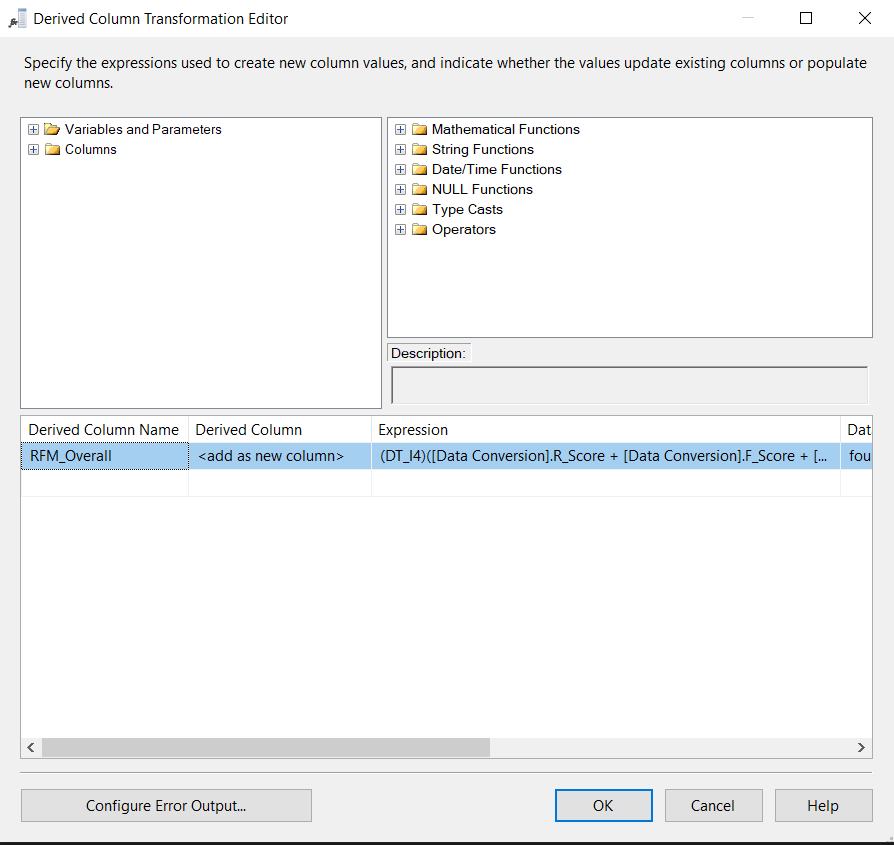 Derived Column Transformation Editor
Specify the expressions used to create new column values, and indicate whether the values update existing columns or populate
new columns.
Variables and Parameters
Columns
Mathematical Functions
String Functions
Date/Time Functions
NULL Functions
Type Casts
Operators
Description:
Derived Column Name Derived Column Expression Dat
RFM_Overall <add as new column> (DT_I4)([Data Conversion].R_Score + [Data Conversion].F_Score + [... fou
Configure Error Output... OK Cancel Help